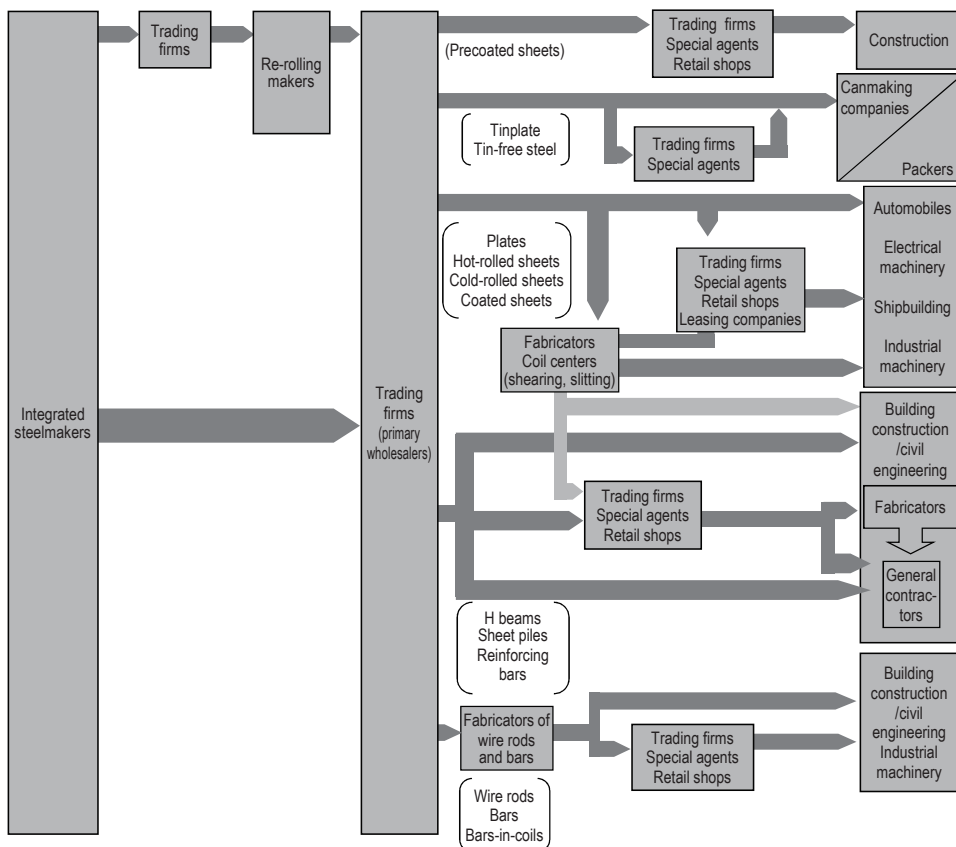 Trading
firms
Re-rolling
makers
Integrated
steelmakers
Trading
firms
(primary
wholesalers)
(Precoated sheets)
Trading firms
Special agents
Retail shops
Construction
Tinplate
Tin-free steel
Trading firms
Special agents
Canmaking
companies
Packers
Plates
Hot-rolled sheets
Cold-rolled sheets
Coated sheets
Trading firms
Special agents
Retail shops
Leasing companies
Fabricators
Coil centers
(shearing, slitting)
Automobiles
Electrical
machinery
Shipbuilding
Industrial
machinery
Trading firms
Special agents
Retail shops
Building
construction
/civil
engineering
Fabricators
General
contrac-
tors
H beams
Sheet piles
Reinforcing
bars
Fabricators of
wire rods
and bars
Trading firms
Special agents
Retail shops
Building
construction
/civil
engineering
Industrial
machinery
Wire rods
Bars
Bars-in-coils